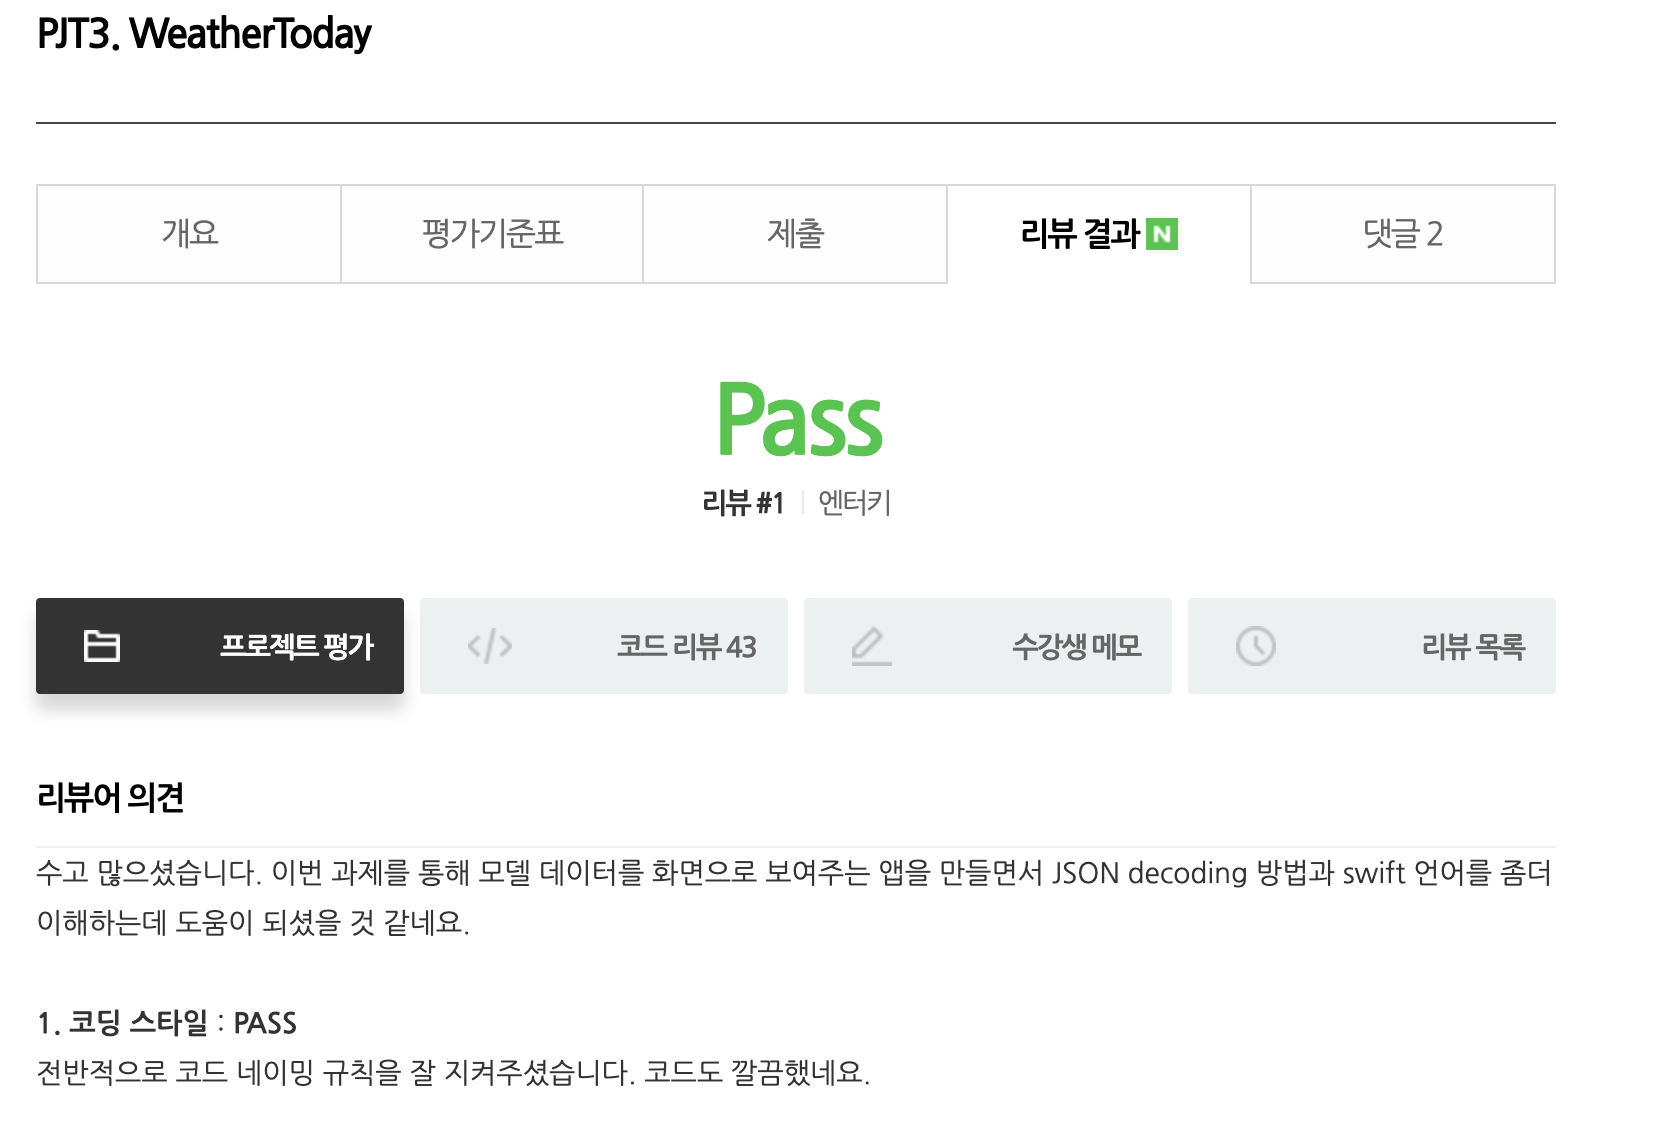 PJT3. WeatherToday
개요
평가기준표
제출
리뷰 결과 N
댓글 2
Pass
리뷰 #1 엔터키
프로젝트 평가
</> 코드 리뷰 43
수강생 메모
리뷰 목록
리뷰어 의견
수고 많으셨습니다. 이번 과제를 통해 모델 데이터를 화면으로 보여주는 앱을 만들면서 JSON decoding 방법과 swift 언어를 좀더
이해하는데 도움이 되셨을 것 같네요.
1. 코딩 스타일 : PASS
전반적으로 코드 네이밍 규칙을 잘 지켜주셨습니다. 코드도 깔끔했네요.